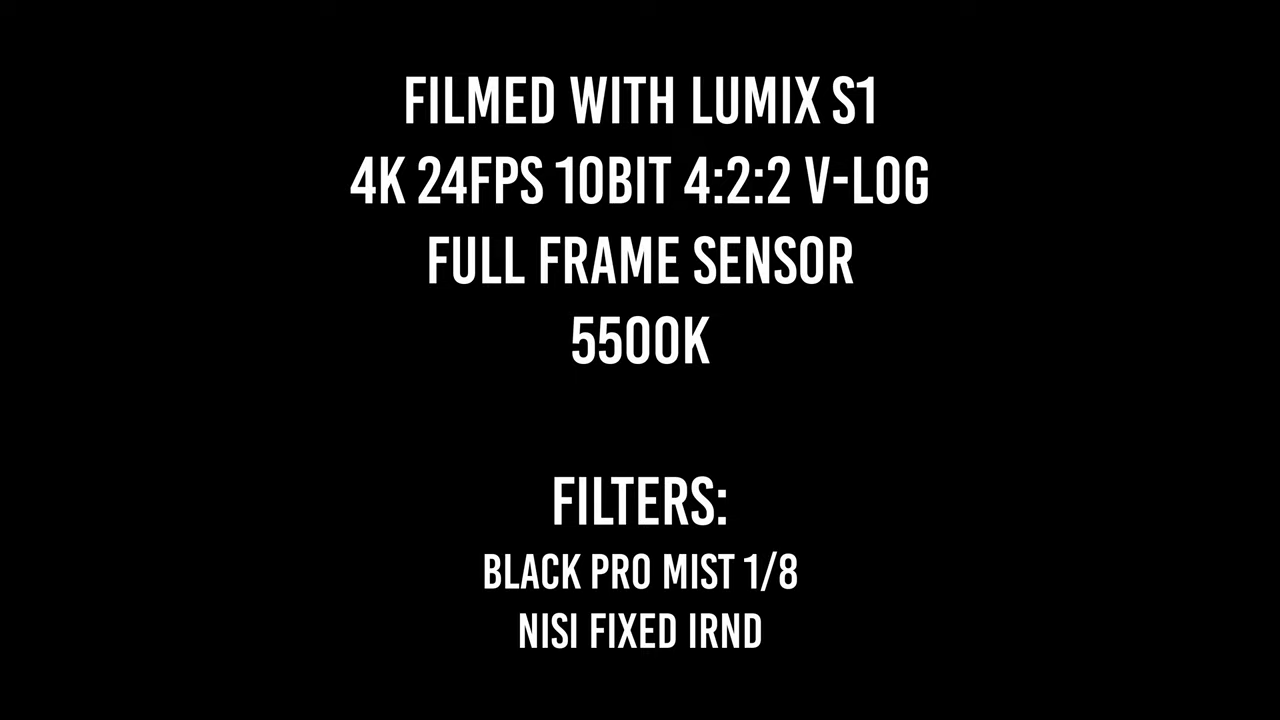 FILMED WITH LUMIX S1
4K 24FPS 10BIT 4:2:2 V-LOG
FULL FRAME SENSOR
5500K
FILTERS:
BLACK PRO MIST 1/8
NISI FIXED IRND